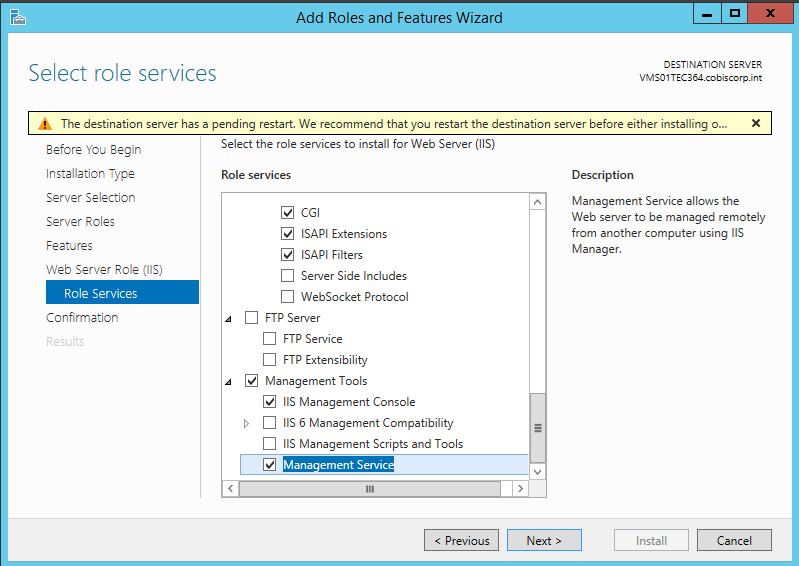 Add Roles and Features Wizard
Select role services
DESTINATION SERVER
VMS01TEC364.cobiscorp.int
The destination server has a pending restart. We recommend that you restart the destination server before either installing o...
Before You Begin
Installation Type
Server Selection
Server Roles
Features
Web Server Role (IIS)
Role Services
Confirmation
Results
Select the role services to install for Web Server (IIS)
Role services
CGI
ISAPI Extensions
ISAPI Filters
Server Side Includes
WebSocket Protocol
FTP Server
FTP Service
FTP Extensibility
Management Tools
IIS Management Console
IIS 6 Management Compatibility
IIS Management Scripts and Tools
Management Service
Description
Management Service allows the
Web server to be managed remotely
from another computer using IIS
Manager.
< Previous
Next >
Install
Cancel